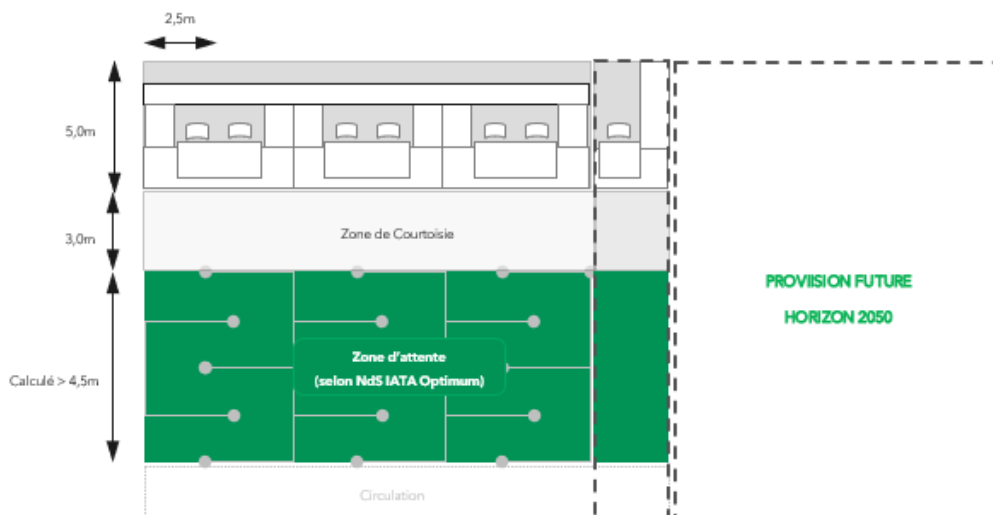 2,5m
5,0m
3,0m
Zone de Courtoisie
PROVIISION FUTURE
HORIZON 2050
Zone d'attente
(selon NdS IATA Optimum)
Calculé > 4,5m
Circulation